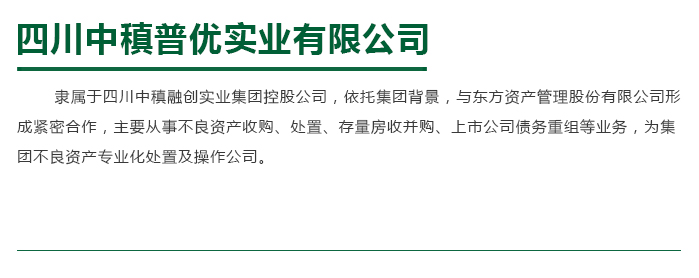 四川中稹普优实业有限公司
隶属于四川中稹融创实业集团控股公司，依托集团背景，与东方资产管理股份有限公司形
成紧密合作，主要从事不良资产收购、处置、存量房收并购、上市公司债务重组等业务，为集
团不良资产专业化处置及操作公司。